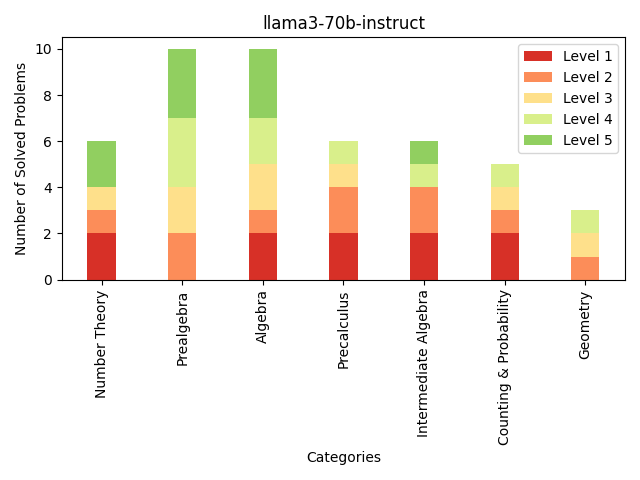 llama3-70b-instruct
Number of Solved Problems
10
8
6
4
2
0
Level 1
Level 2
Level 3
Level 4
Level 5
Number Theory
Prealgebra
Algebra
Precalculus
Intermediate Algebra
Counting & Probability
Geometry
Categories